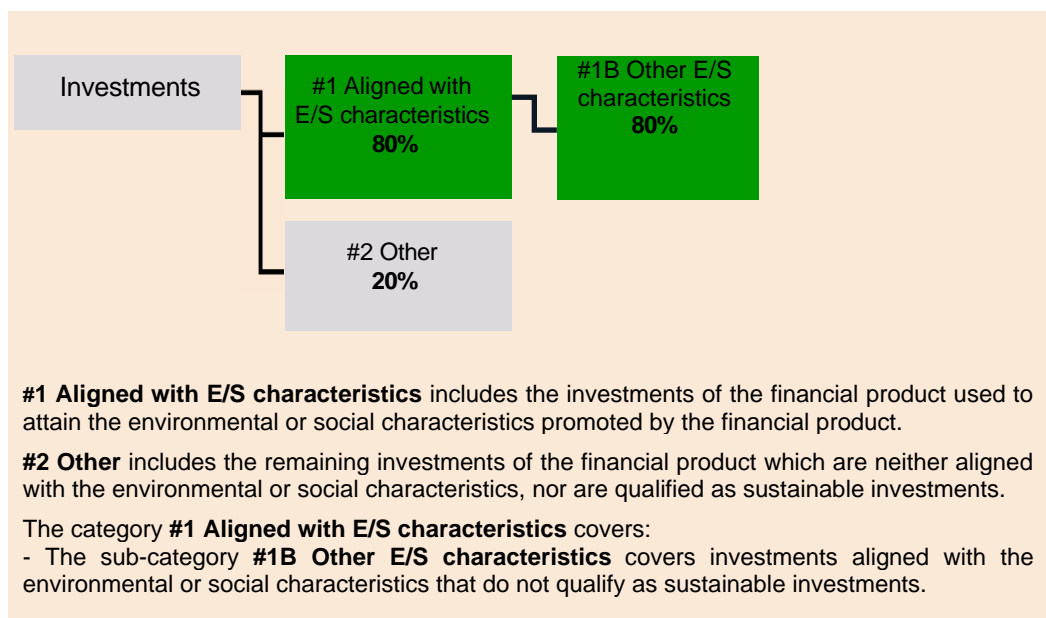 Investments
#1 Aligned with
E/S characteristics
80%
#1B Other E/S
characteristics
80%
#2 Other
20%
#1 Aligned with E/S characteristics includes the investments of the financial product used to
attain the environmental or social characteristics promoted by the financial product.
#2 Other includes the remaining investments of the financial product which are neither aligned
with the environmental or social characteristics, nor are qualified as sustainable investments.
The category #1 Aligned with E/S characteristics covers:
- The sub-category #1B Other E/S characteristics covers investments aligned with the
environmental or social characteristics that do not qualify as sustainable investments.